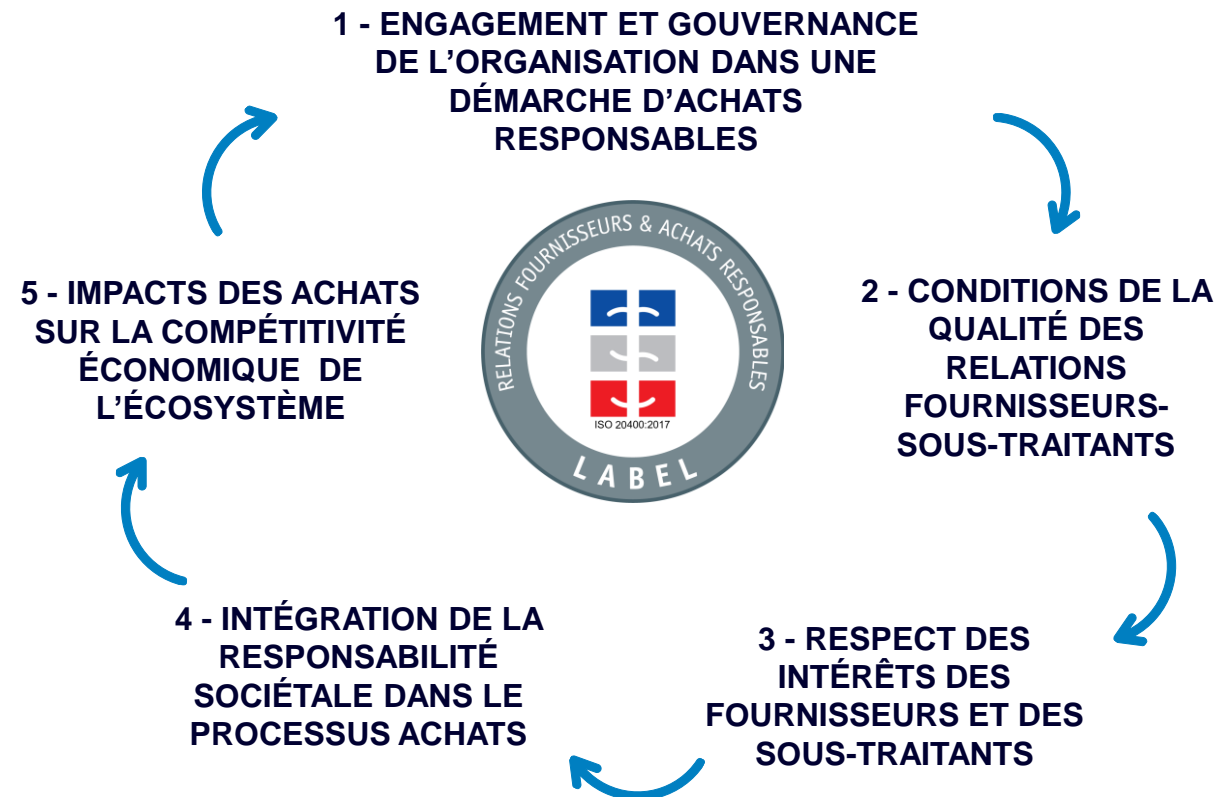 1 - ENGAGEMENT ET GOUVERNANCE
DE L’ORGANISATION DANS UNE
DÉMARCHE D’ACHATS
RESPONSABLES
RELATIONS FOURNISSEURS & ACHATS RESPONSABLES
ISO 20400:2017
LABEL
2 - CONDITIONS DE LA
QUALITÉ DES
RELATIONS
FOURNISSEURS-
SOUS-TRAITANTS
3 - RESPECT DES
INTÉRÊTS DES
FOURNISSEURS ET DES
SOUS-TRAITANTS
4 - INTÉGRATION DE LA
RESPONSABILITÉ
SOCIÉTALE DANS LE
PROCESSUS ACHATS
5 - IMPACTS DES ACHATS
SUR LA COMPÉTITIVITÉ
ÉCONOMIQUE  DE
L’ÉCOSYSTÈME